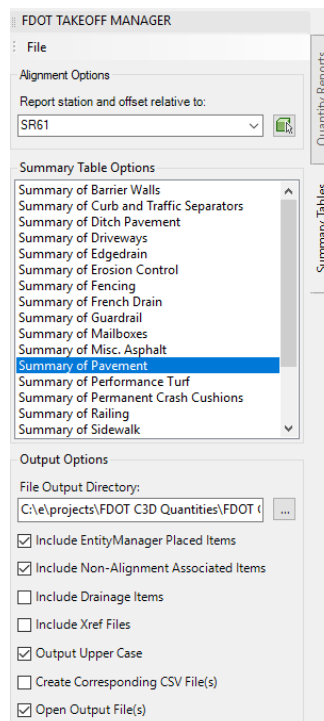 FDOT TAKEOFF MANAGER
File
Alignment Options
Report station and offset relative to:
SR61
Summary Table Options
Summary of Barrier Walls
Summary of Curb and Traffic Separators
Summary of Ditch Pavement
Summary of Driveways
Summary of Edgedrain
Summary of Erosion Control
Summary of Fencing
Summary of French Drain
Summary of Guardrail
Summary of Mailboxes
Summary of Misc. Asphalt
Summary of Pavement
Summary of Performance Turf
Summary of Permanent Crash Cushions
Summary of Railing
Summary of Sidewalk
Output Options
File Output Directory:
C:\e\projects\FDOT C3D Quantities\FDOT (
...
Include EntityManager Placed Items
Include Non-Alignment Associated Items
Include Drainage Items
Include Xref Files
Output Upper Case
Create Corresponding CSV File(s)
Open Output File(s)
Quantity Reports
Summary Tables